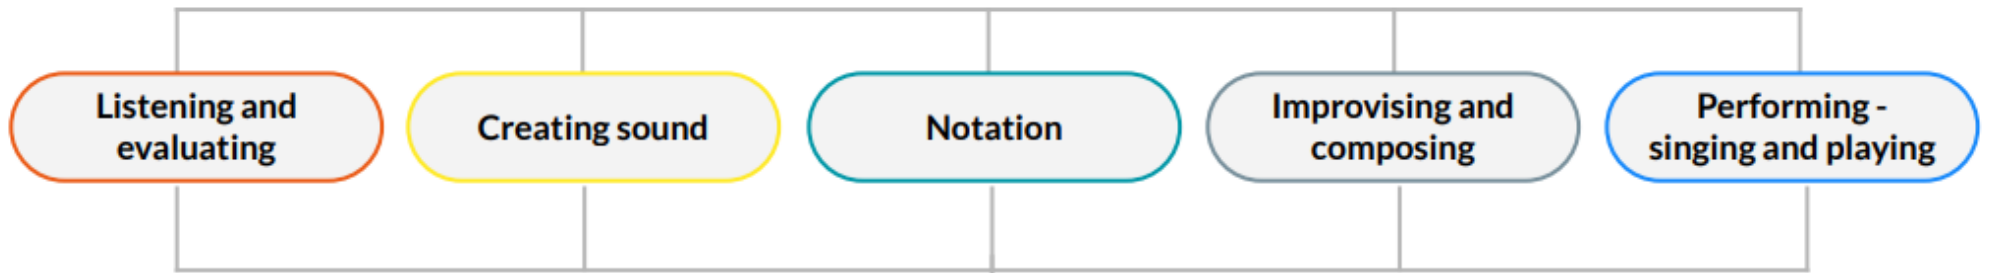 Listening and
evaluating
Creating sound
Notation
Improvising and
composing
Performing -
singing and playing